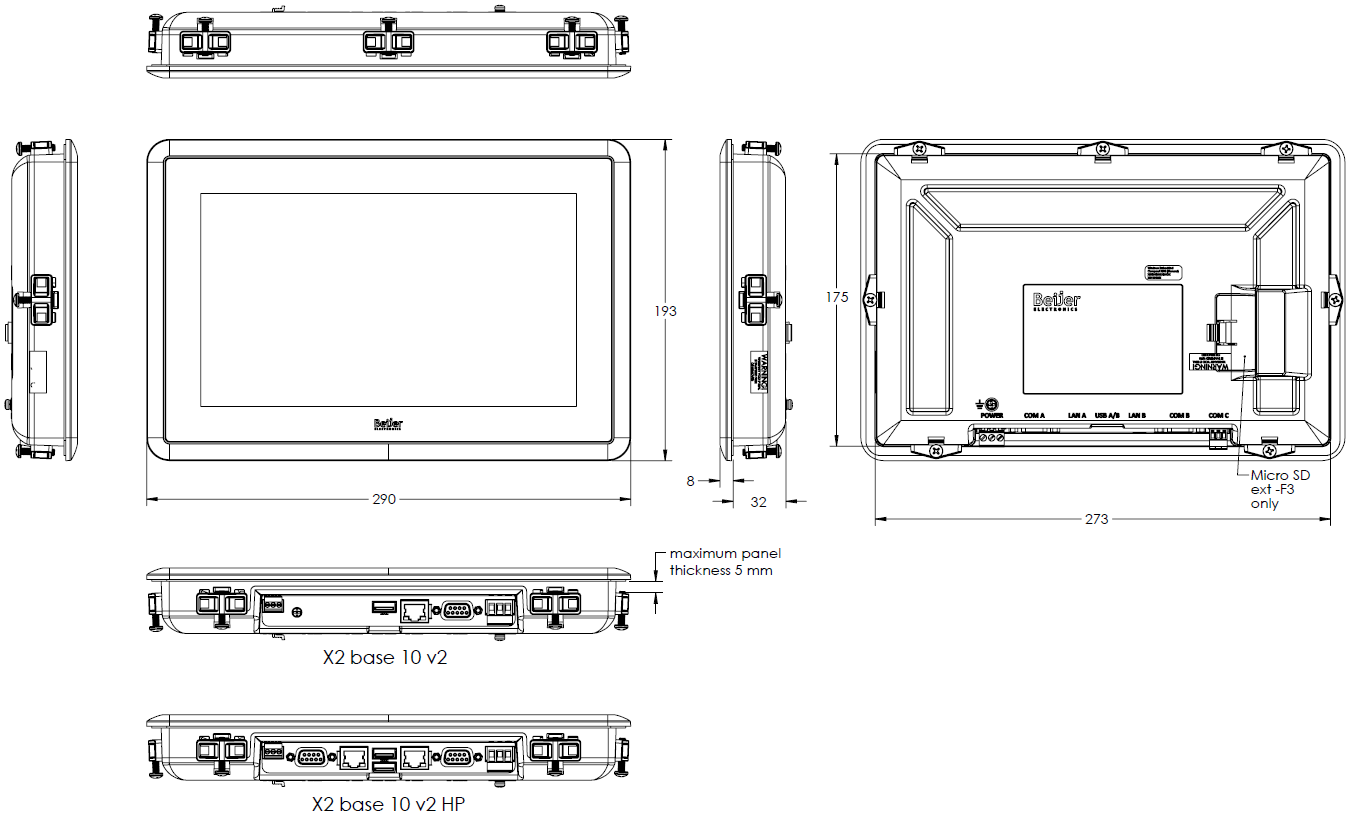 193
175
Beijer
ELECTRONICS
WARNING!
WARNING!
Beijer
ELECTRONICS
POWER
COM A
LAN A
USB A/B
LAN B
COM B
COM C
8
32
290
273
Micro SD
ext -F3
only
maximum panel
thickness 5 mm
X2 base 10 v2
X2 base 10 v2 HP